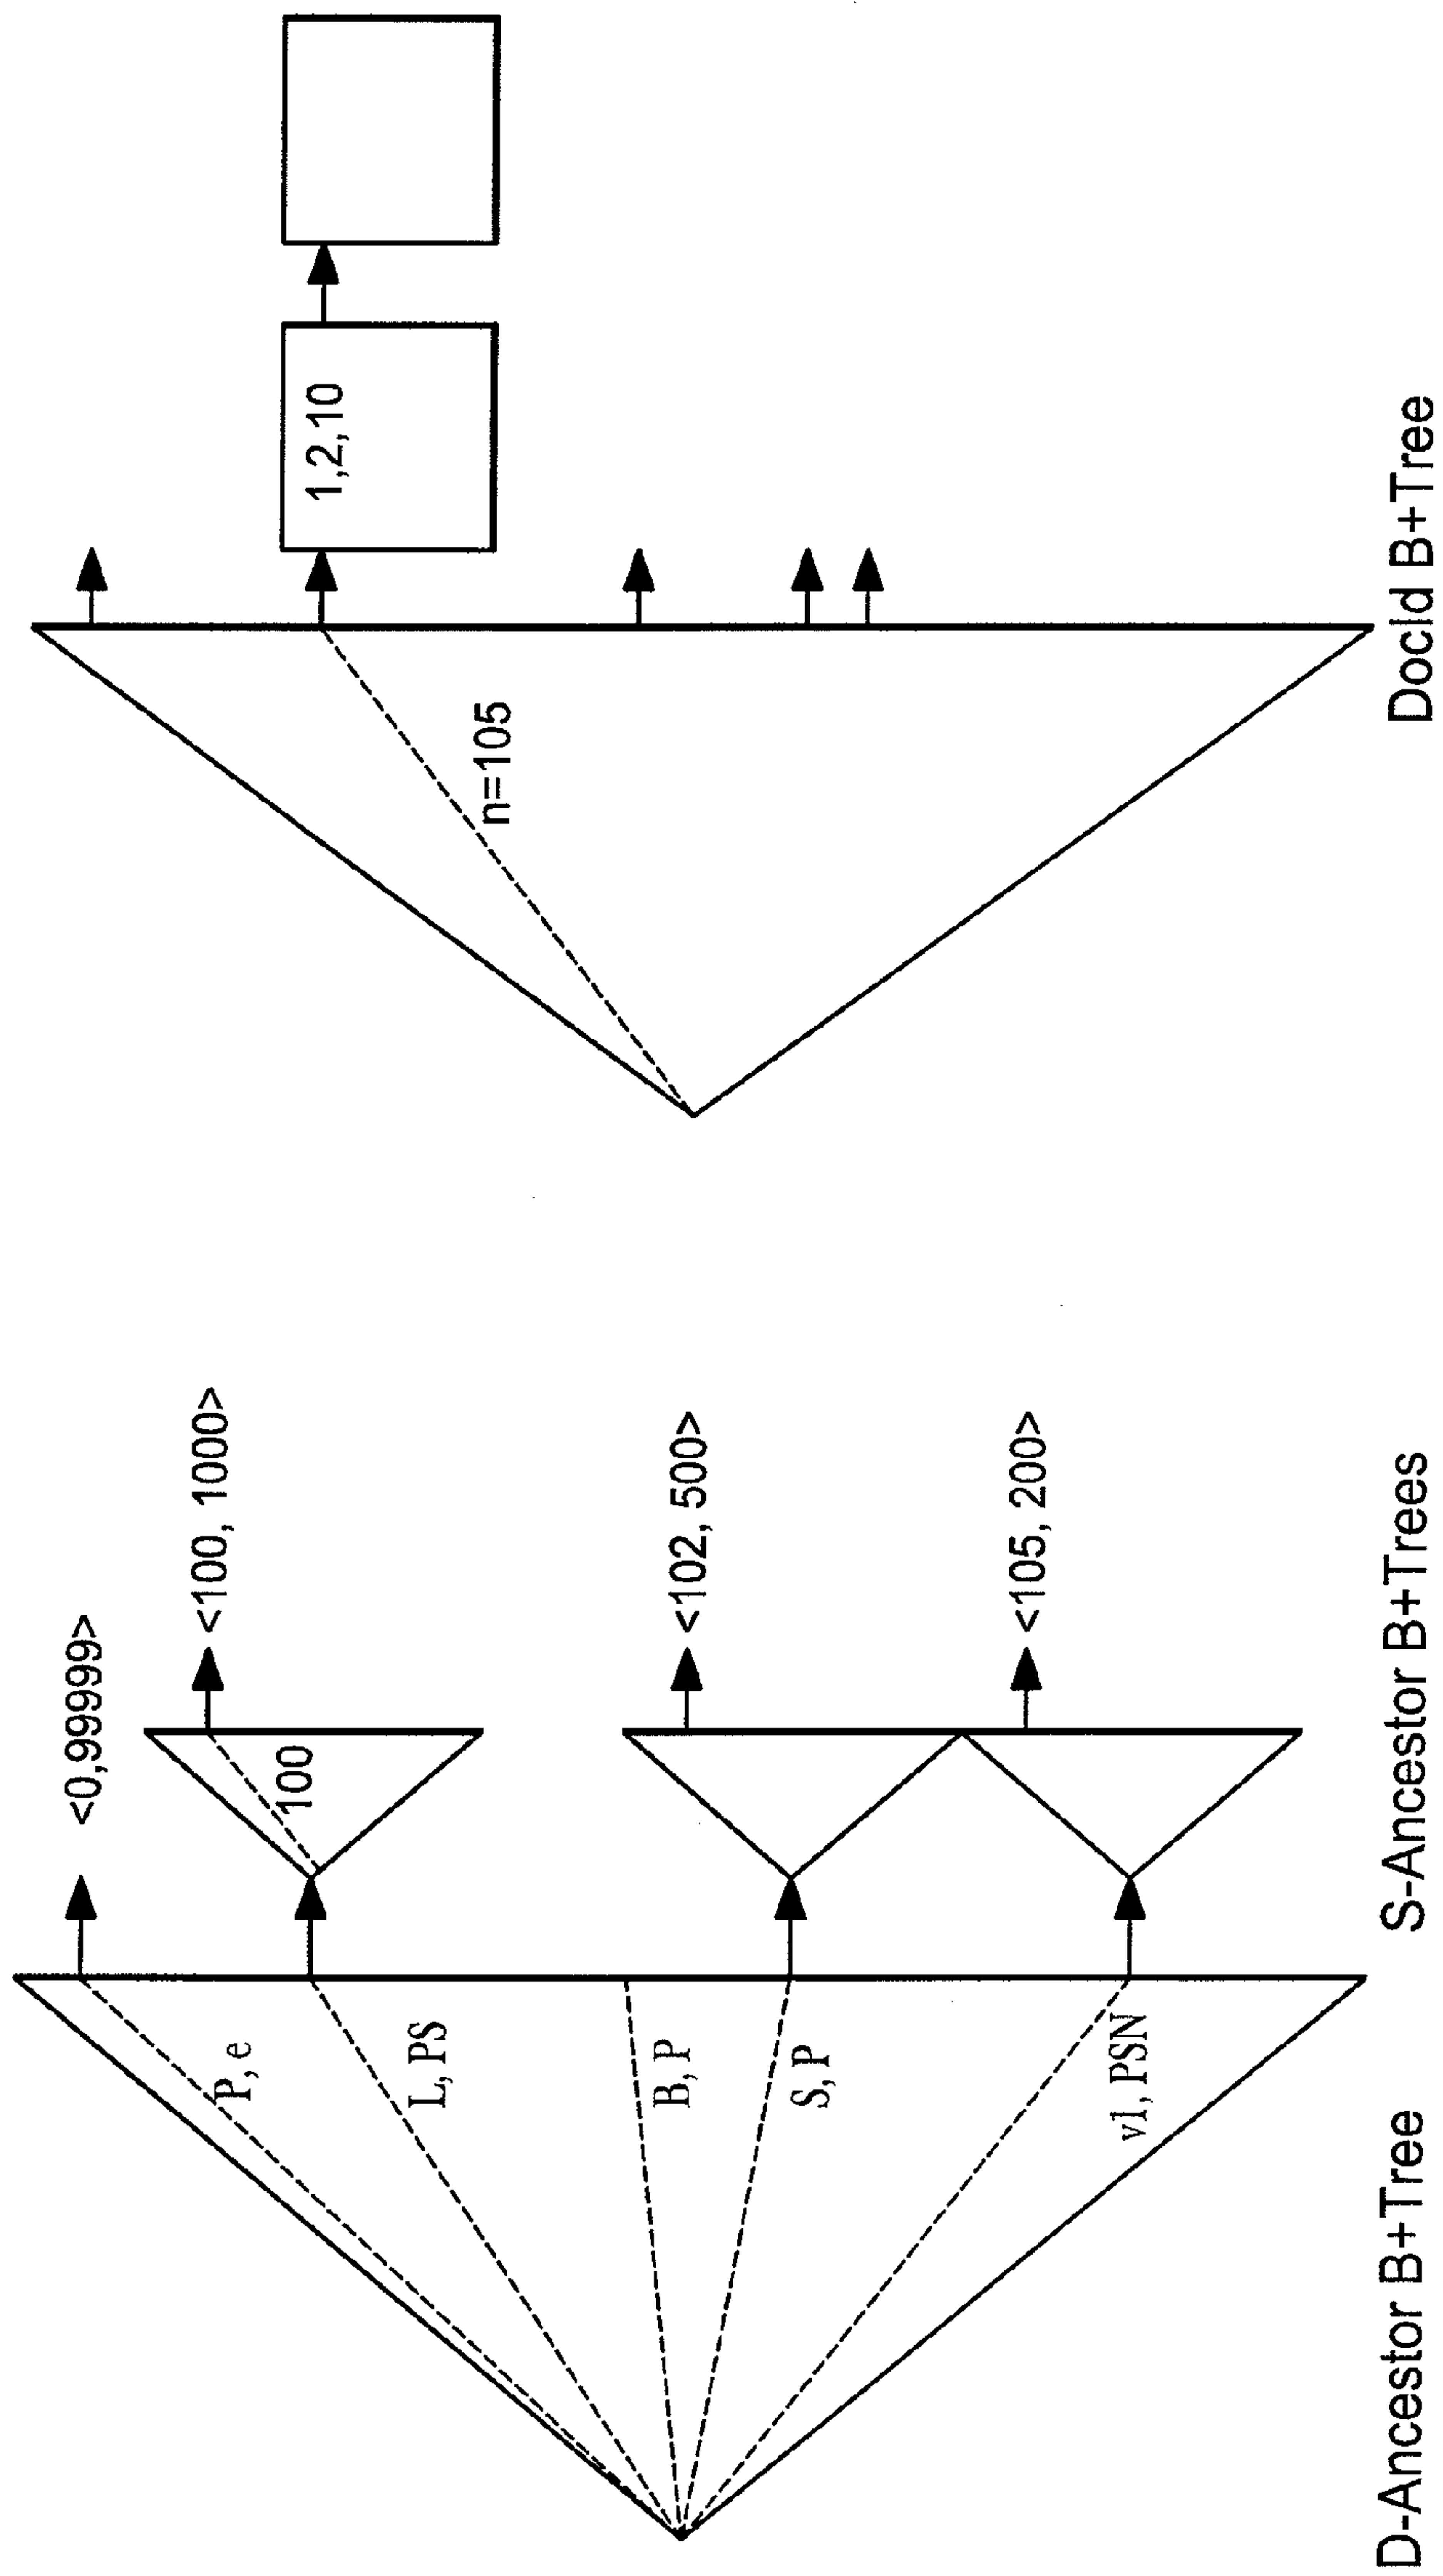 <0,99999>
<100, 1000>
100
<102, 500>
<105, 200>
P, e
L, PS
B, P
S, P
v1, PSN
D-Ancestor B+Tree
S-Ancestor B+Trees
n=105
1,2,10
DocId B+Tree